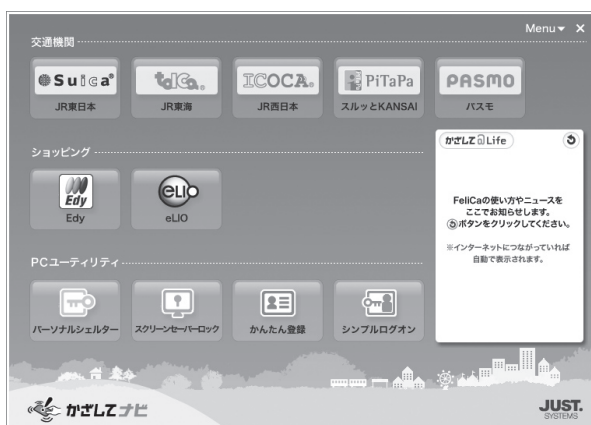 Menu▼ ×
交通機関
Suica
TOICA
ICOCA
PiTaPa
PASMO
JR東日本
JR東海
JR西日本
スルッとKANSAI
パスモ
ショッピング
Edy
eLIO
Edy
eLIO
かざして Life
FeliCaの使い方やニュースを
ここでお知らせします。
ボタンをクリックしてください。
※インターネットにつながっていれば
自動で表示されます。
PCユーティリティ
パーソナルシェルター
スクリーンセーバーロック
かんたん登録
シンプルログオン
かざしてナビ
JUST.
SYSTEMS